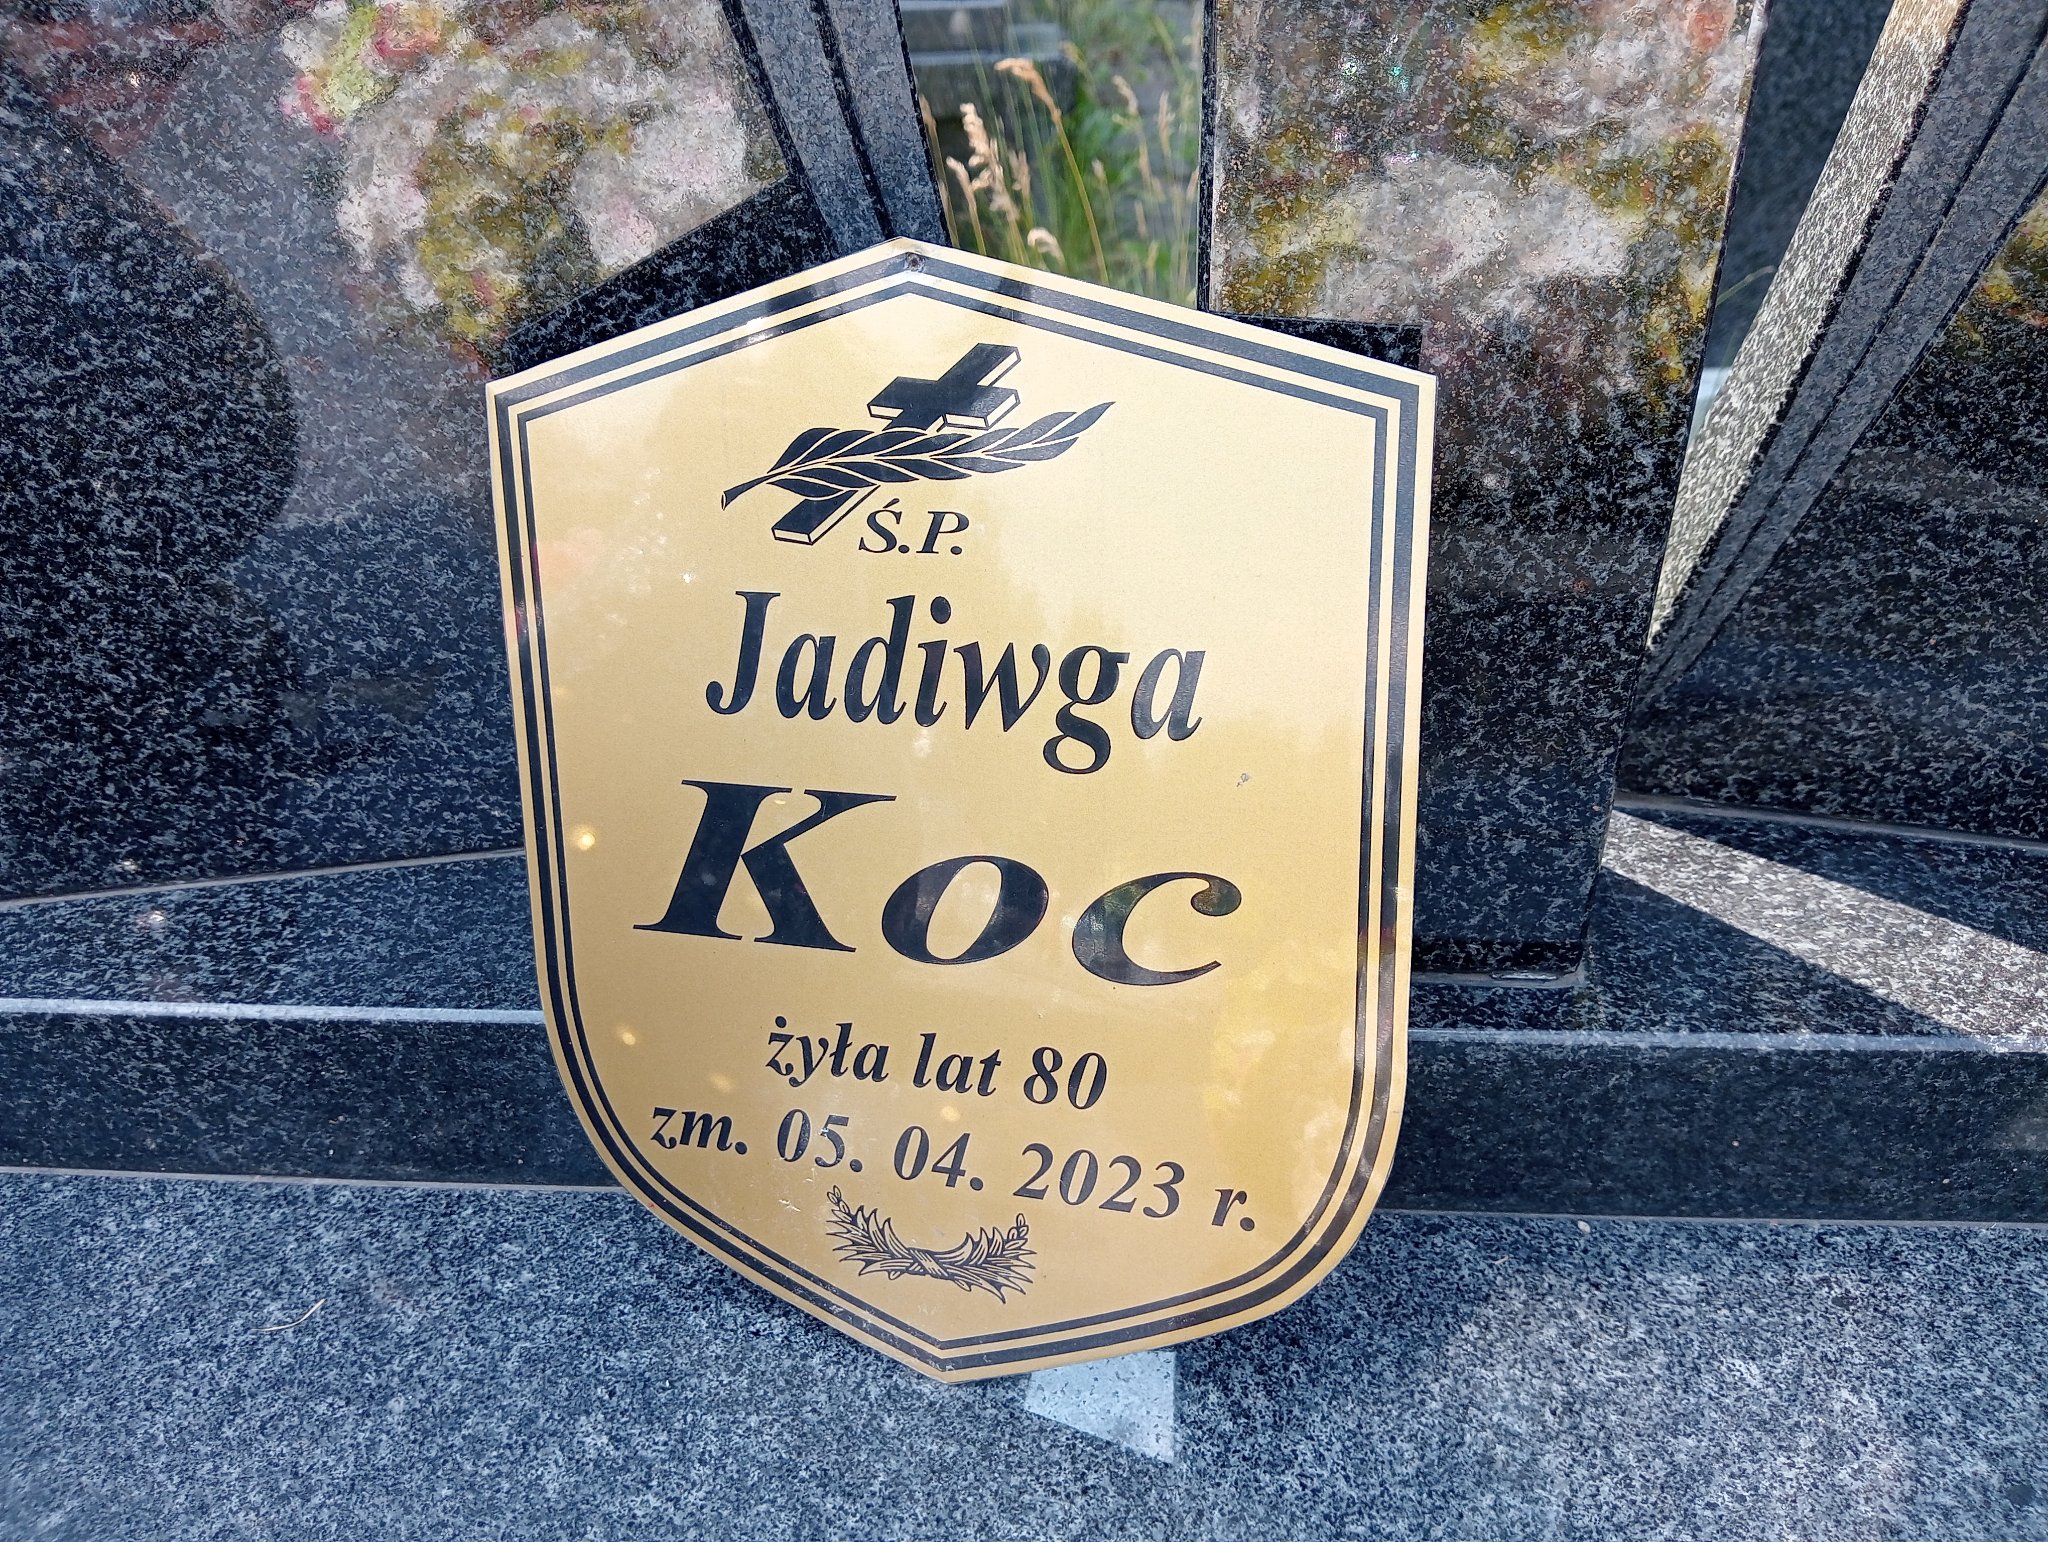 Ś.P.
Jadiwga
Koc
żyła lat 80
zm. 05. 04. 2023 r.